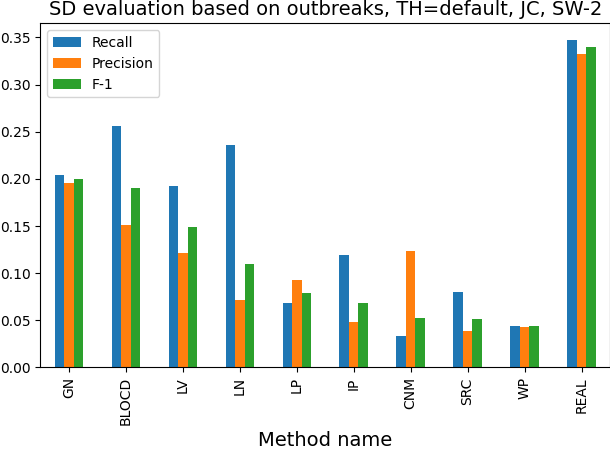 SD evaluation based on outbreaks, TH=default, JC, SW-2
Recall
Precision
F-1
0.35
0.30
0.25
0.20
0.15
0.10
0.05
0.00
GN
BLOCD
LV
LN
LP
IP
CNM
SRC
WP
REAL
Method name